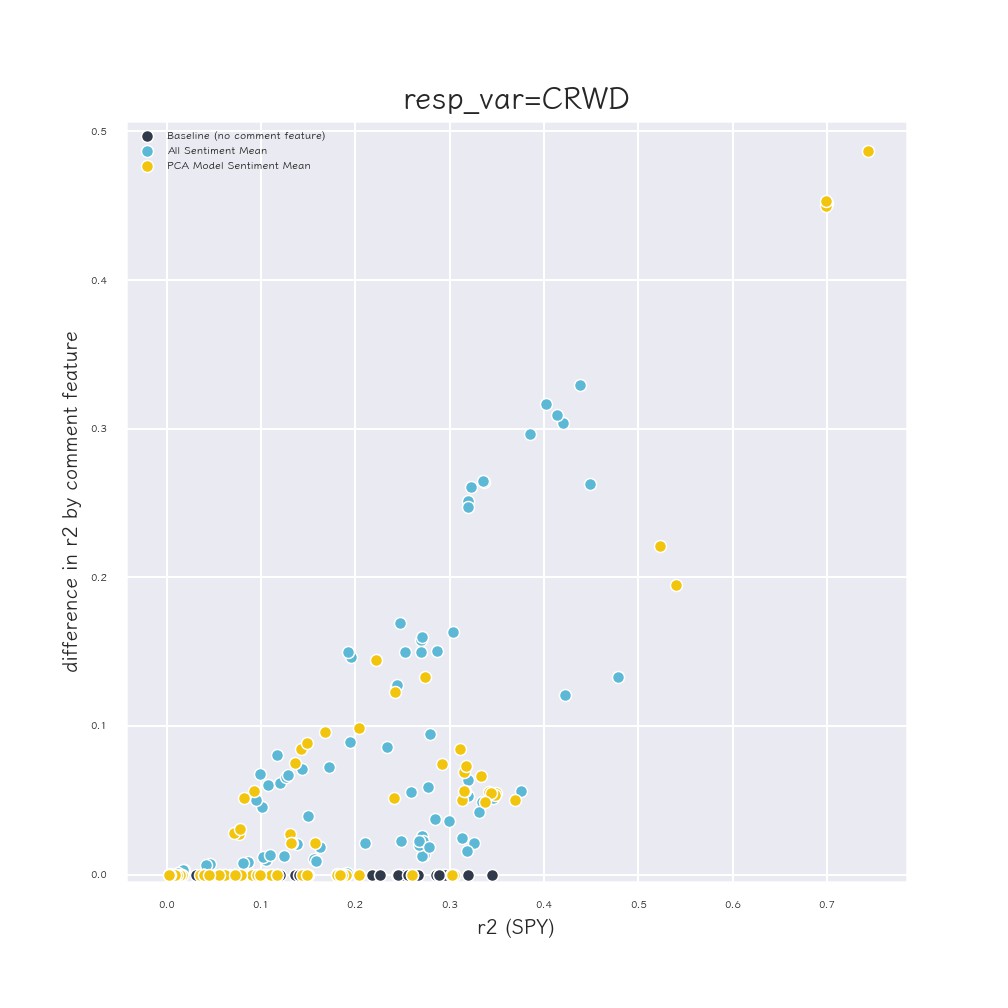 resp_var=CRWD
Baseline (no comment feature)
All Sentiment Mean
PCA Model Sentiment Mean
0.5
0.4
0.3
0.2
0.1
0.0
difference in r2 by comment feature
0.0 0.1 0.2 0.3 0.4 0.5 0.6 0.7
r2 (SPY)